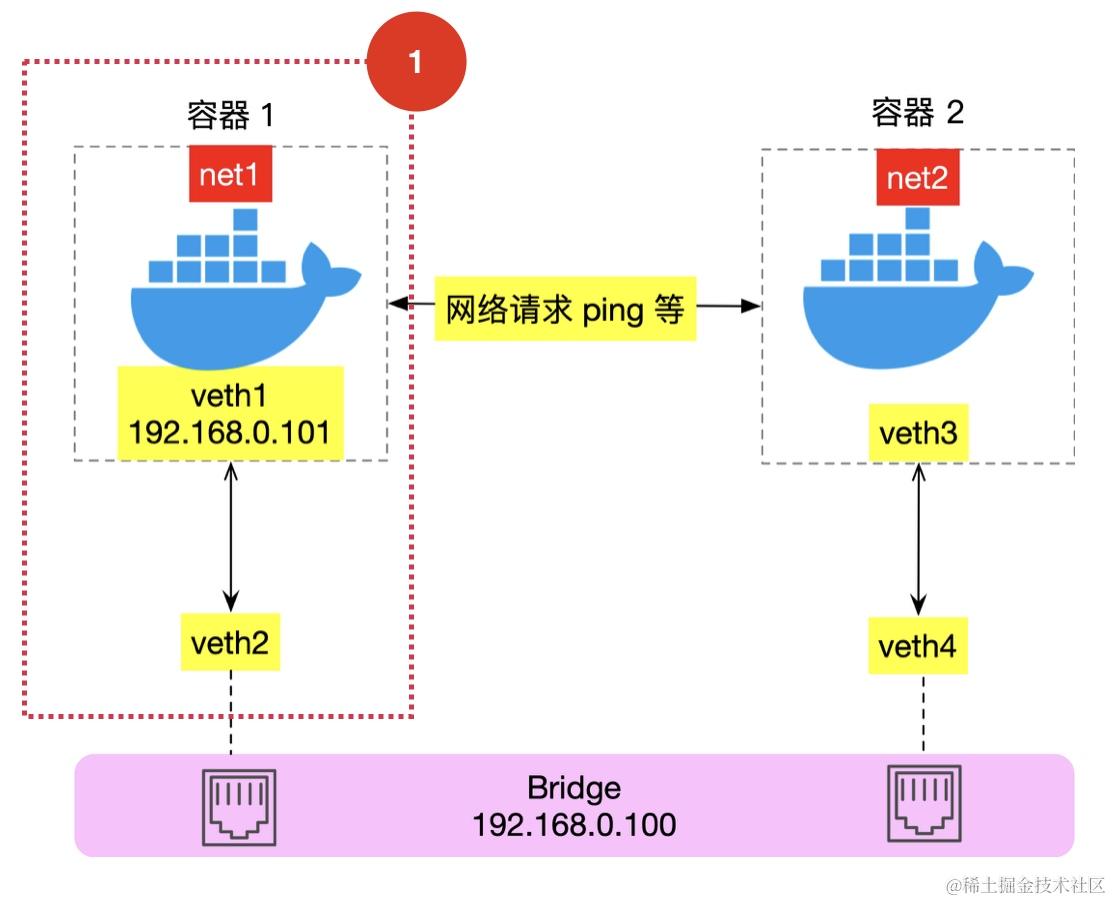 1
容器 1
容器 2
net1
net2
网络请求 ping 等
veth1
192.168.0.101
veth3
veth2
veth4
Bridge
192.168.0.100
@稀土掘金技术社区